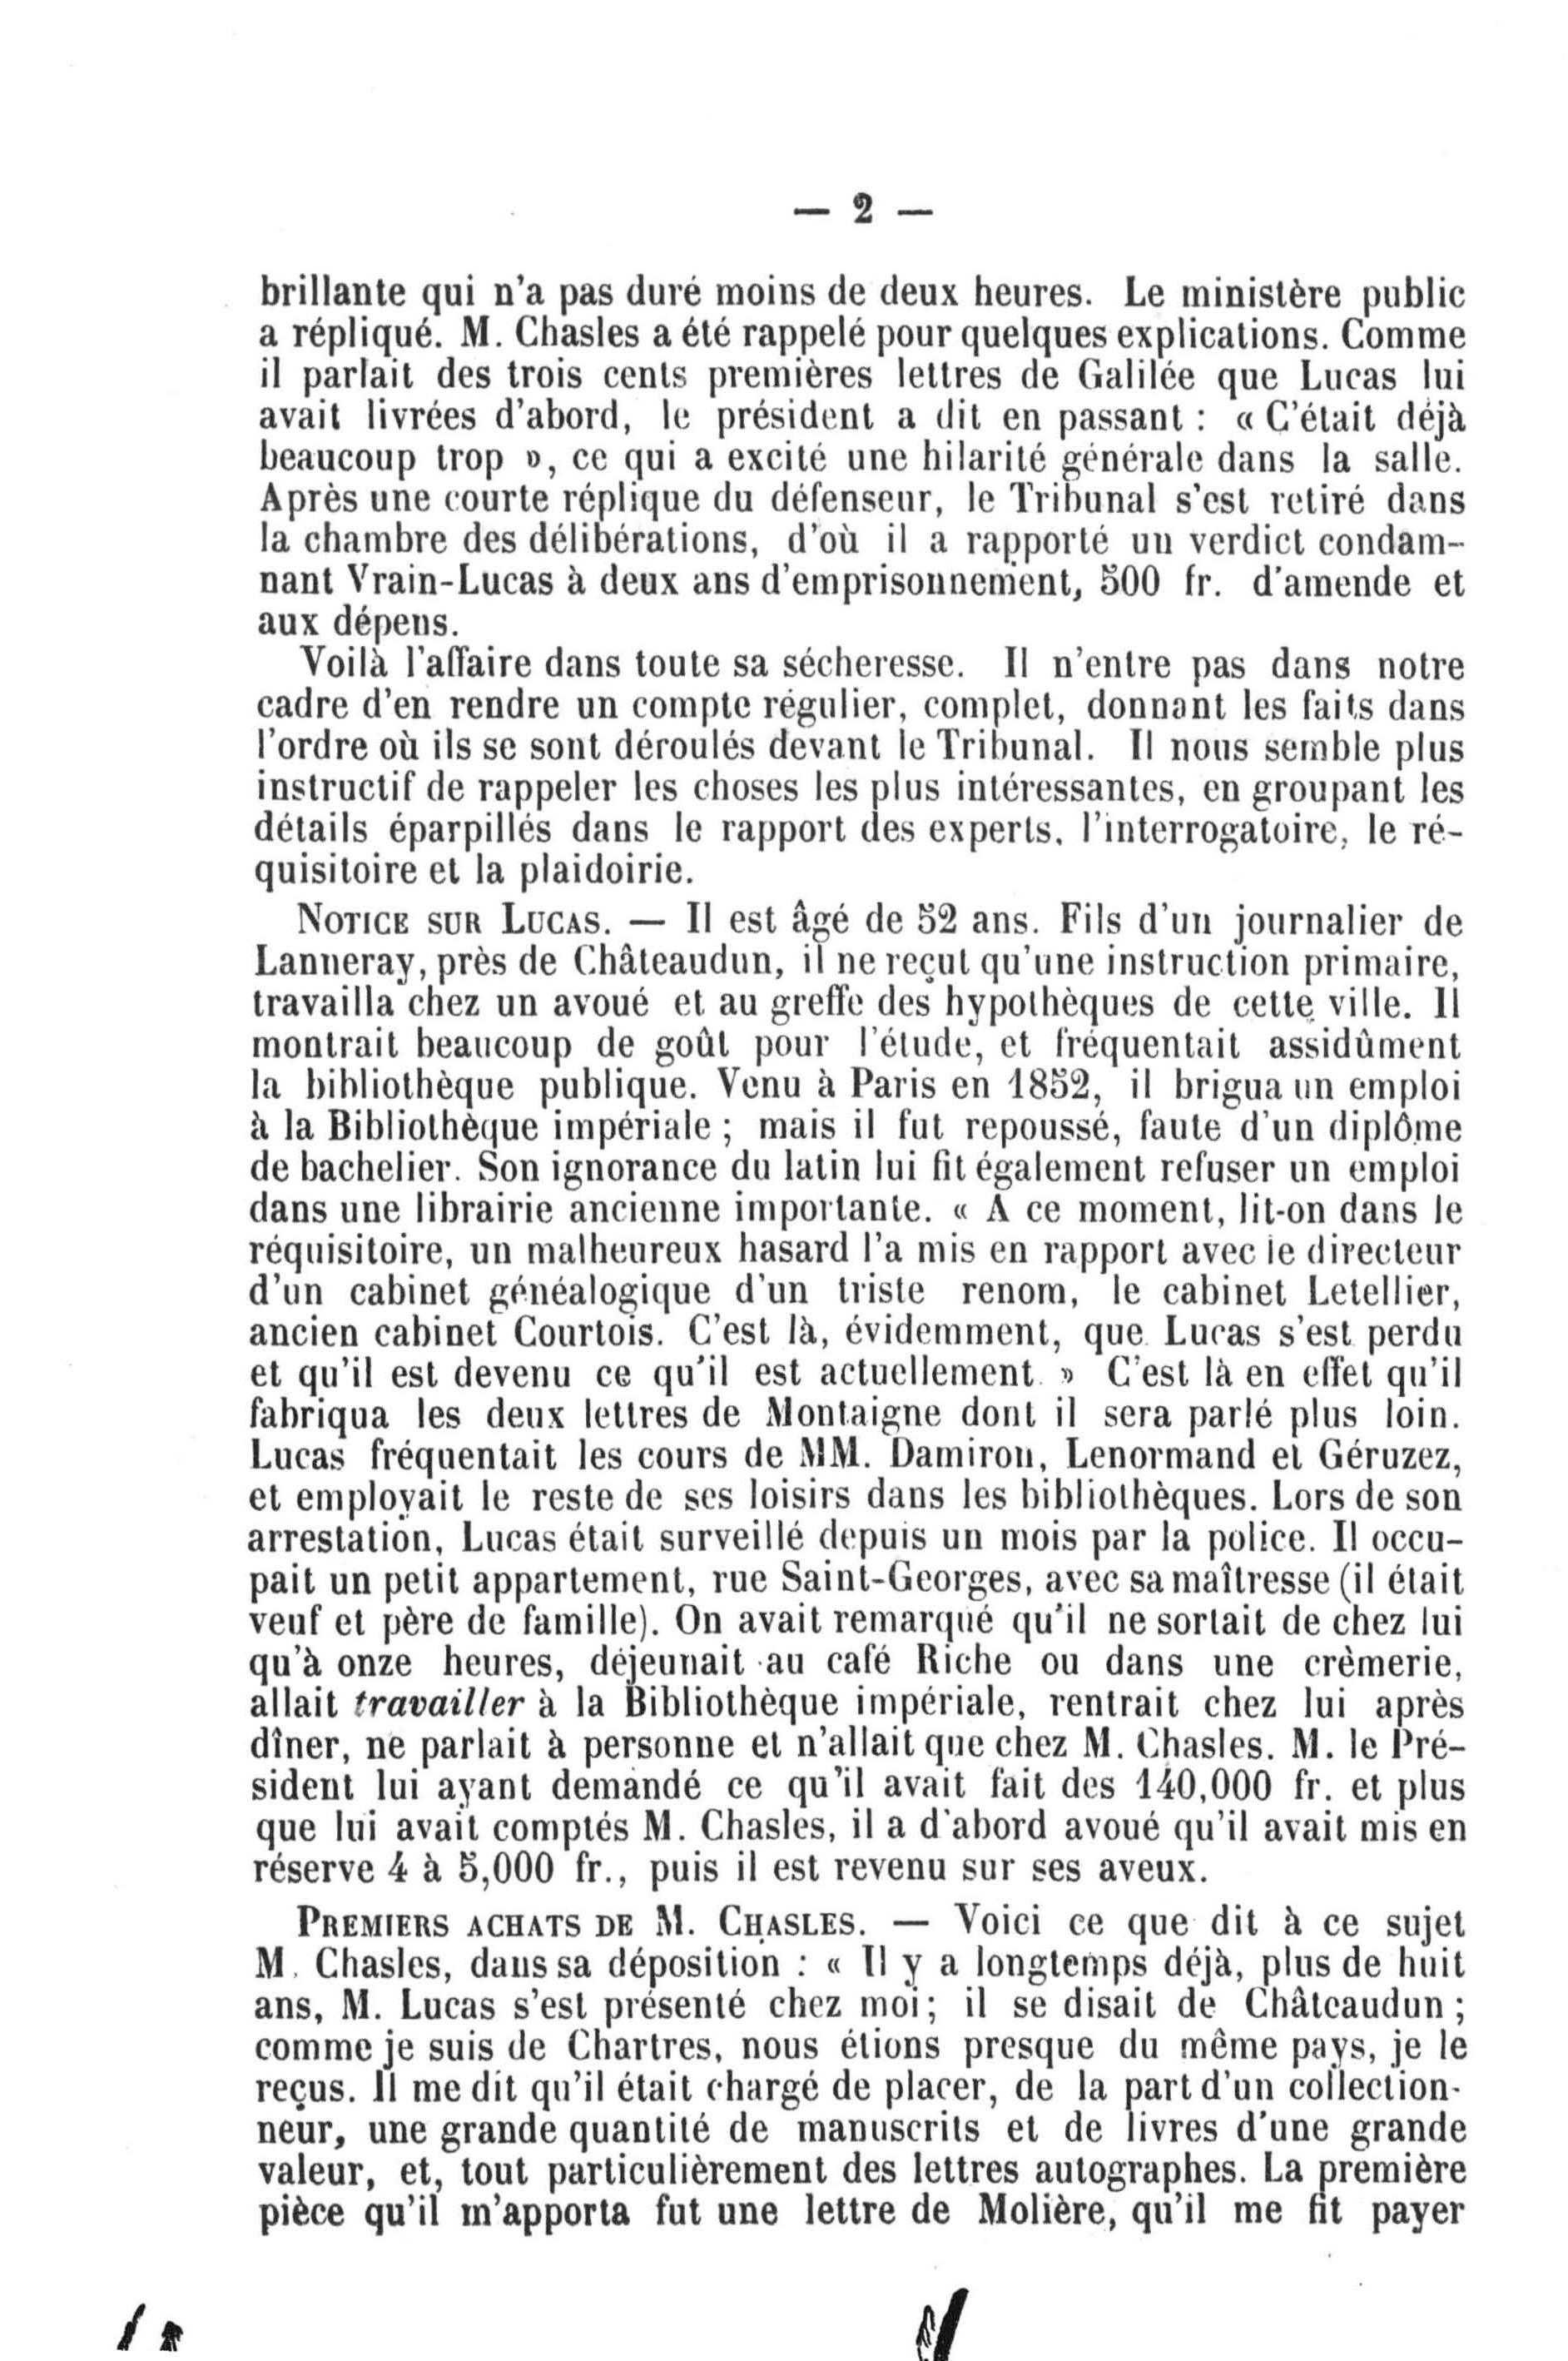 — 2 —
brillante qui n'a pas duré moins de deux heures. Le ministère public
a répliqué. M. Chasles a été rappelé pour quelques explications. Comme
il parlait des trois cents premières lettres de Galilée que Lucas lui
avait livrées d'abord, le président a dit en passant : « C'était déjà
beaucoup trop », ce qui a excité une hilarité générale dans la salle.
Après une courte réplique du défenseur, le Tribunal s'est retiré dans
la chambre des délibérations, d'où il a rapporté un verdict condam-
nant Vrain-Lucas à deux ans d'emprisonnement, 500 fr. d'amende et
aux dépens.
Voilà l'affaire dans toute sa sécheresse. Il n'entre pas dans notre
cadre d'en rendre un compte régulier, complet, donnant les faits dans
l'ordre où ils se sont déroulés devant le Tribunal. Il nous semble plus
instructif de rappeler les choses les plus intéressantes, en groupant les
détails éparpillés dans le rapport des experts, l'interrogatoire, le ré-
quisitoire et la plaidoirie.
NOTICE SUR LUCAS. — Il est âgé de 52 ans. Fils d'un journalier de
Lanneray, près de Châteaudun, il ne reçut qu'une instruction primaire,
travailla chez un avoué et au greffe des hypothèques de cette ville. Il
montrait beaucoup de goût pour l'étude, et fréquentait assidûment
la bibliothèque publique. Venu à Paris en 1852, il brigua un emploi
à la Bibliothèque impériale ; mais il fut repoussé, faute d'un diplôme
de bachelier. Son ignorance du latin lui fit également refuser un emploi
dans une librairie ancienne importante. « A ce moment, lit-on dans le
réquisitoire, un malheureux hasard l'a mis en rapport avec le directeur
d'un cabinet généalogique d'un triste renom, le cabinet Letellier,
ancien cabinet Courtois. C'est là, évidemment, que Lucas s'est perdu
et qu'il est devenu ce qu'il est actuellement. » C'est là en effet qu'il
fabriqua les deux lettres de Montaigne dont il sera parlé plus loin.
Lucas fréquentait les cours de MM. Damiron, Lenormand et Géruzez,
et employait le reste de ses loisirs dans les bibliothèques. Lors de son
arrestation, Lucas était surveillé depuis un mois par la police. Il occu-
pait un petit appartement, rue Saint-Georges, avec sa maîtresse (il était
veuf et père de famille). On avait remarqué qu'il ne sortait de chez lui
qu'à onze heures, déjeunait au café Riche ou dans une crèmerie,
allait travailler à la Bibliothèque impériale, rentrait chez lui après
dîner, ne parlait à personne et n'allait que chez M. Chasles. M. le Pré-
sident lui ayant demandé ce qu'il avait fait des 140,000 fr. et plus
que lui avait comptés M. Chasles, il a d'abord avoué qu'il avait mis en
réserve 4 à 5,000 fr., puis il est revenu sur ses aveux.
PREMIERS ACHATS DE M. CHASLES. — Voici ce que dit à ce sujet
M. Chasles, dans sa déposition : « Il y a longtemps déjà, plus de huit
ans, M. Lucas s'est présenté chez moi ; il se disait de Châteaudun ;
comme je suis de Chartres, nous étions presque du même pays, je le
reçus. Il me dit qu'il était chargé de placer, de la part d'un collection-
neur, une grande quantité de manuscrits et de livres d'une grande
valeur, et, tout particulièrement des lettres autographes. La première
pièce qu'il m'apporta fut une lettre de Molière, qu'il me fit payer